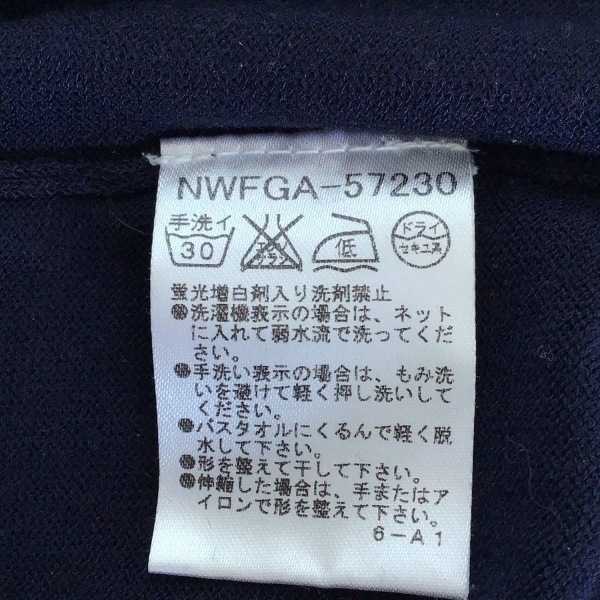 NWFGA-57230
手洗イ 30 エンソサラシ 低 ドライ セキユ系
蛍光増白剤入り洗剤禁止
●洗濯機表示の場合は、ネット
に入れて弱水流で洗ってくだ
さい。
●手洗い表示の場合は、もみ洗
いを避けて軽く押し洗いして
ください。
●バスタオルにくるんで軽く脱
水して下さい。
●形を整えて干して下さい。
●伸縮した場合は、手またはア
イロンで形を整えて下さい。
6-A1